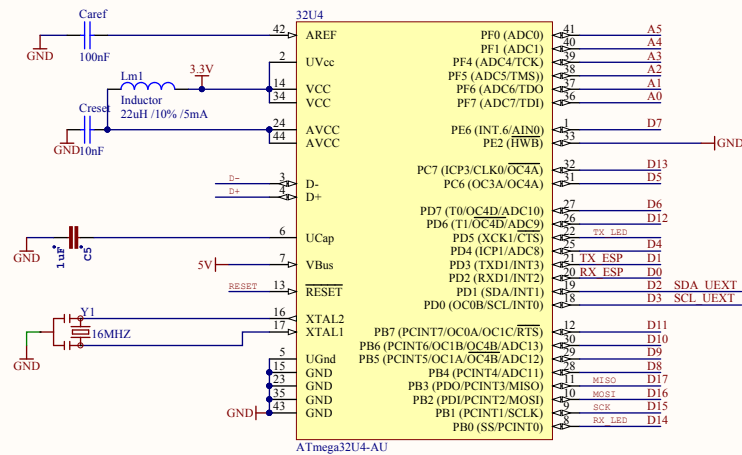 32U4
Caref
GND
100nF
42 AREF
PF0 (ADC0) 41 A5
PF1 (ADC1) 40 A4
2 UVcc
PF4 (ADC4/TCK) 39 A3
PF5 (ADC5/TMS)) 38 A2
Lm1
3.3V
14 VCC
PF6 (ADC6/TDO 37 A1
Inductor
34 VCC
PF7 (ADC7/TDI) 36 A0
22uH /10% /5mA
Creset
GND
10nF
24 AVCC
PE6 (INT.6/AIN0) 1 D7
44 AVCC
PE2 (HWB) 33 GND
PC7 (ICP3/CLK0/OC4A) 32 D13
D- 3 D-
PC6 (OC3A/OC4A) 31 D5
D+ 4 D+
PD7 (T0/OC4D/ADC10) 27 D6
PD6 (T1/OC4D/ADC9) 26 D12
6 UCap
PD5 (XCK1/CTS) 22 TX_LED
GND
1uF
C5
PD4 (ICP1/ADC8) 25 D4
5V 7 VBus
PD3 (TXD1/INT3) 21 TX_ESP D1
PD2 (RXD1/INT2) 20 RX_ESP D0
RESET 13 RESET
PD1 (SDA/INT1) 19 D2 SDA_UEXT
PD0 (OC0B/SCL/INT0) 18 D3 SCL_UEXT
Y1
16 XTAL2
16MHZ
17 XTAL1
GND
PB7 (PCINT7/OC0A/OC1C/RTS) 12 D11
PB6 (PCINT6/OC1B/OC4B/ADC13) 30 D10
5 UGnd
PB5 (PCINT5/OC1A/OC4B/ADC12) 29 D9
15 GND
PB4 (PCINT4/ADC11) 28 D8
23 GND
PB3 (PDO/PCINT3/MISO) 11 MISO D17
35 GND
PB2 (PDI/PCINT2/MOSI) 10 MOSI D16
GND 43 GND
PB1 (PCINT1/SCLK) 9 SCK D15
PB0 (SS/PCINT0) 8 RX_LED D14
ATmega32U4-AU